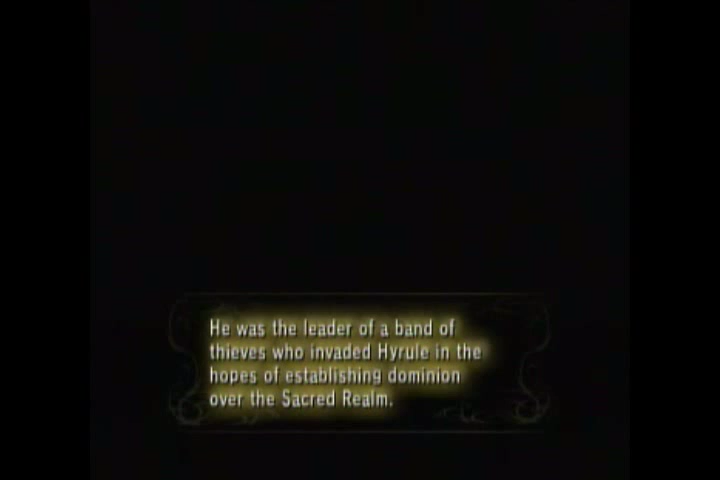 He was the leader of a band of
thieves who invaded Hyrule in the
hopes of establishing dominion
over the Sacred Realm.